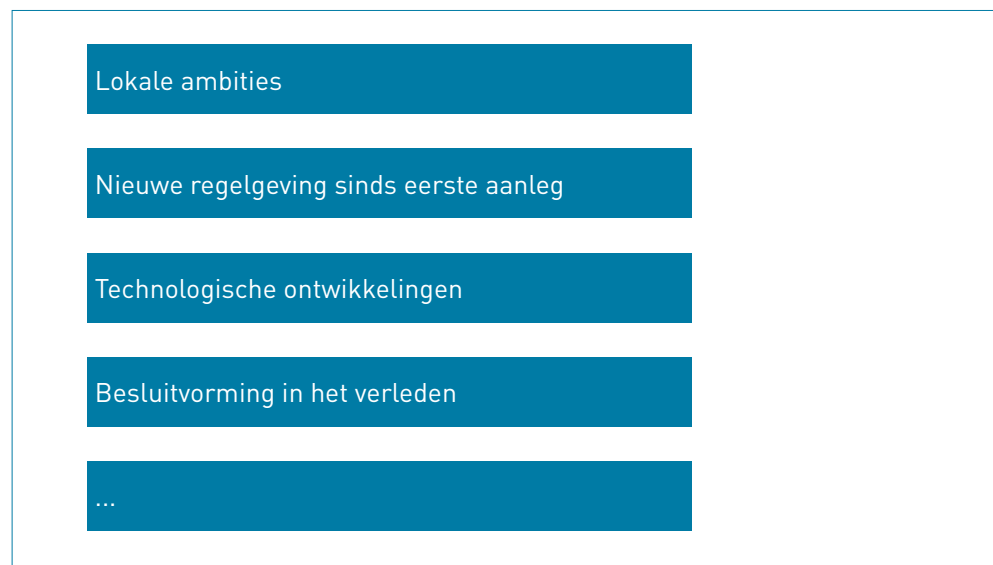 Lokale ambities
Nieuwe regelgeving sinds eerste aanleg
Technologische ontwikkelingen
Besluitvorming in het verleden
...